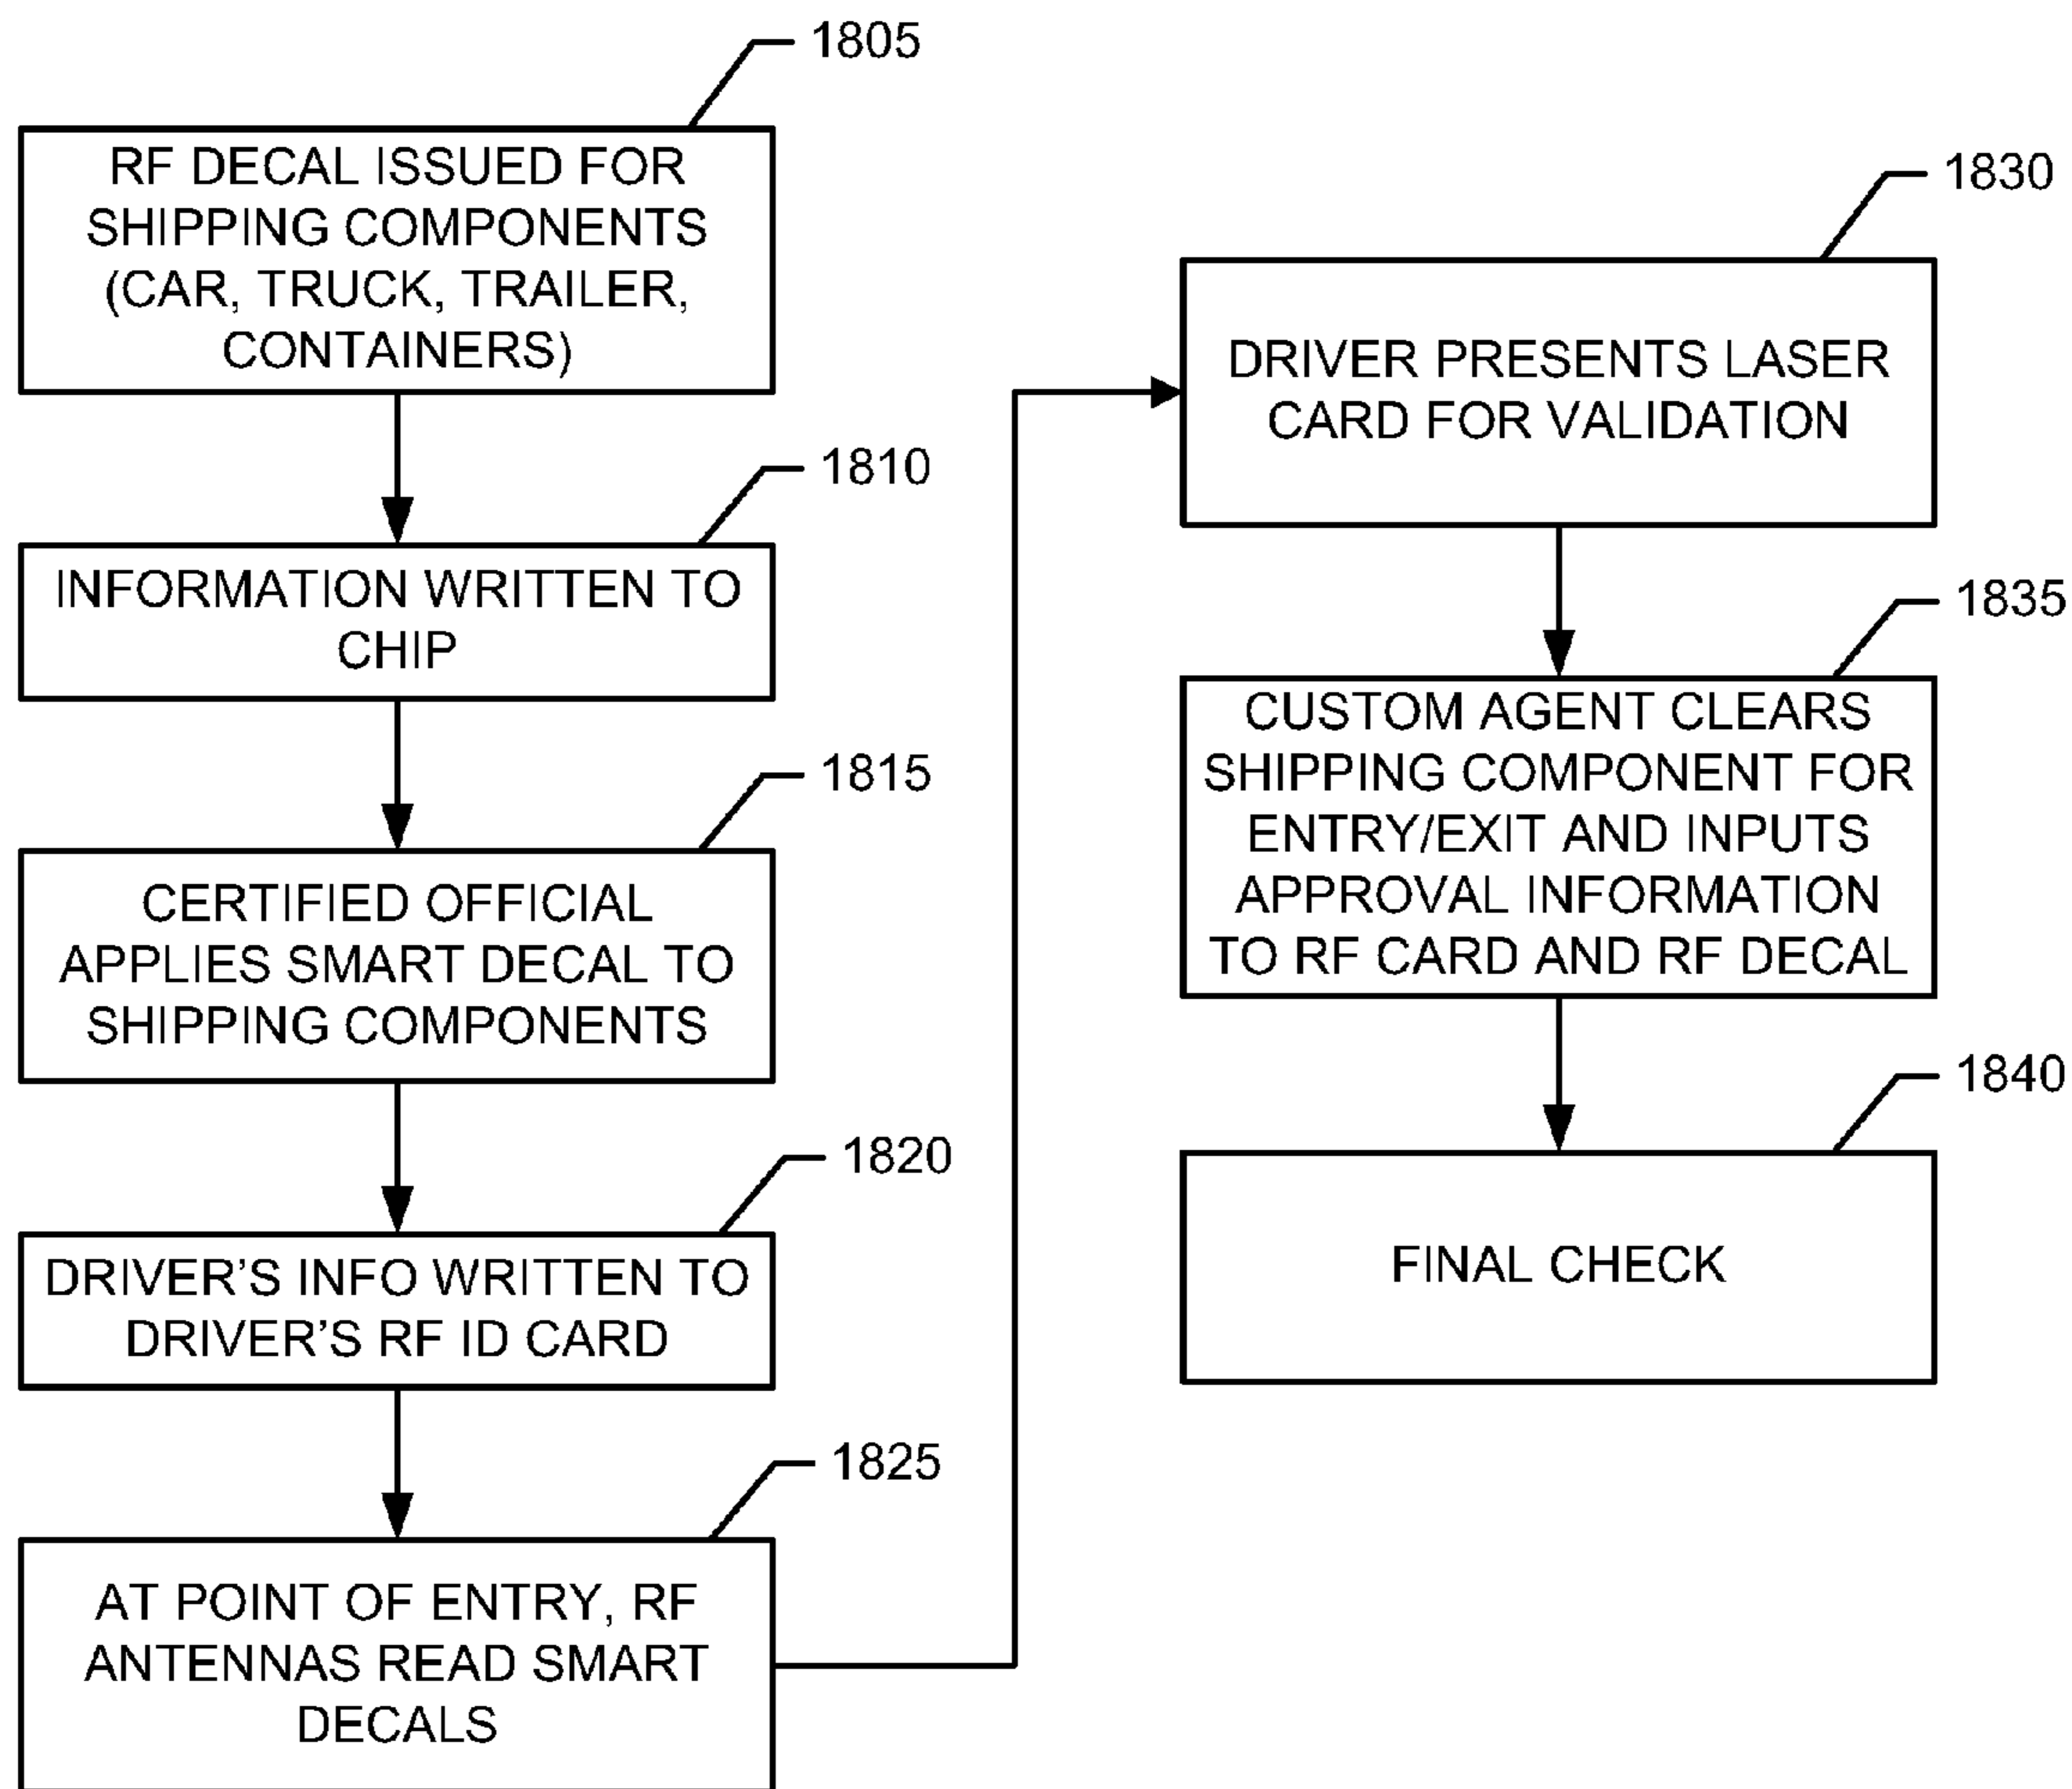 1805
RF DECAL ISSUED FOR
SHIPPING COMPONENTS
(CAR, TRUCK, TRAILER,
CONTAINERS)
1810
INFORMATION WRITTEN TO
CHIP
1815
CERTIFIED OFFICIAL
APPLIES SMART DECAL TO
SHIPPING COMPONENTS
1820
DRIVER'S INFO WRITTEN TO
DRIVER'S RF ID CARD
1825
AT POINT OF ENTRY, RF
ANTENNAS READ SMART
DECALS
1830
DRIVER PRESENTS LASER
CARD FOR VALIDATION
1835
CUSTOM AGENT CLEARS
SHIPPING COMPONENT FOR
ENTRY/EXIT AND INPUTS
APPROVAL INFORMATION
TO RF CARD AND RF DECAL
1840
FINAL CHECK